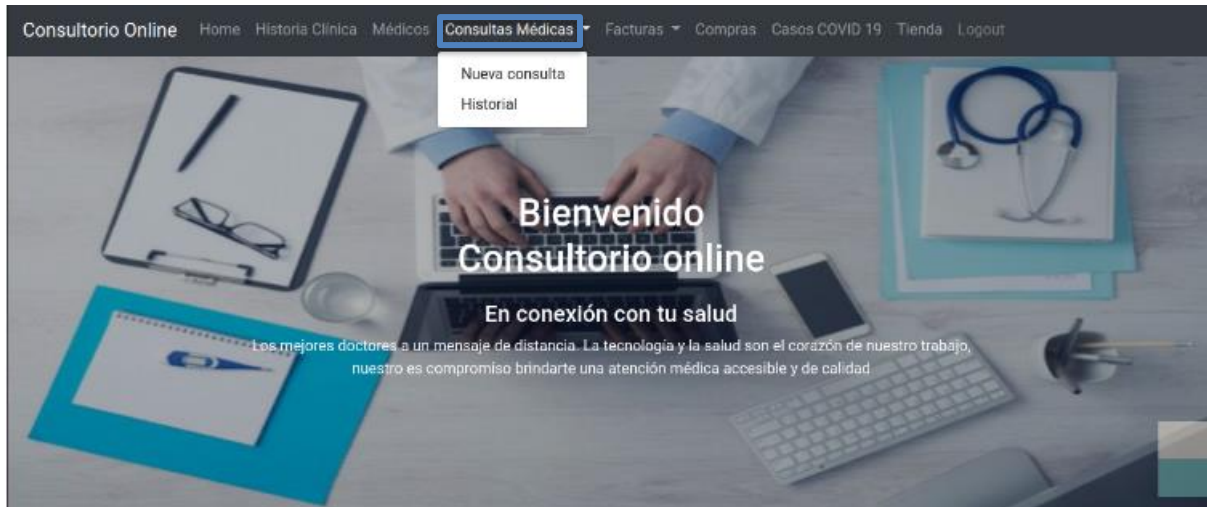 Consultorio Online Home Historia Clínica Médicos Consultas Médicas Facturas Compras Casos COVID 19 Tienda Logout
Nueva consulta
Historial
Bienvenido
Consultorio online
En conexión con tu salud
Los mejores doctores a un mensaje de distancia. La tecnología y la salud son el corazón de nuestro trabajo,
nuestro es compromiso brindarte una atención médica accesible y de calidad